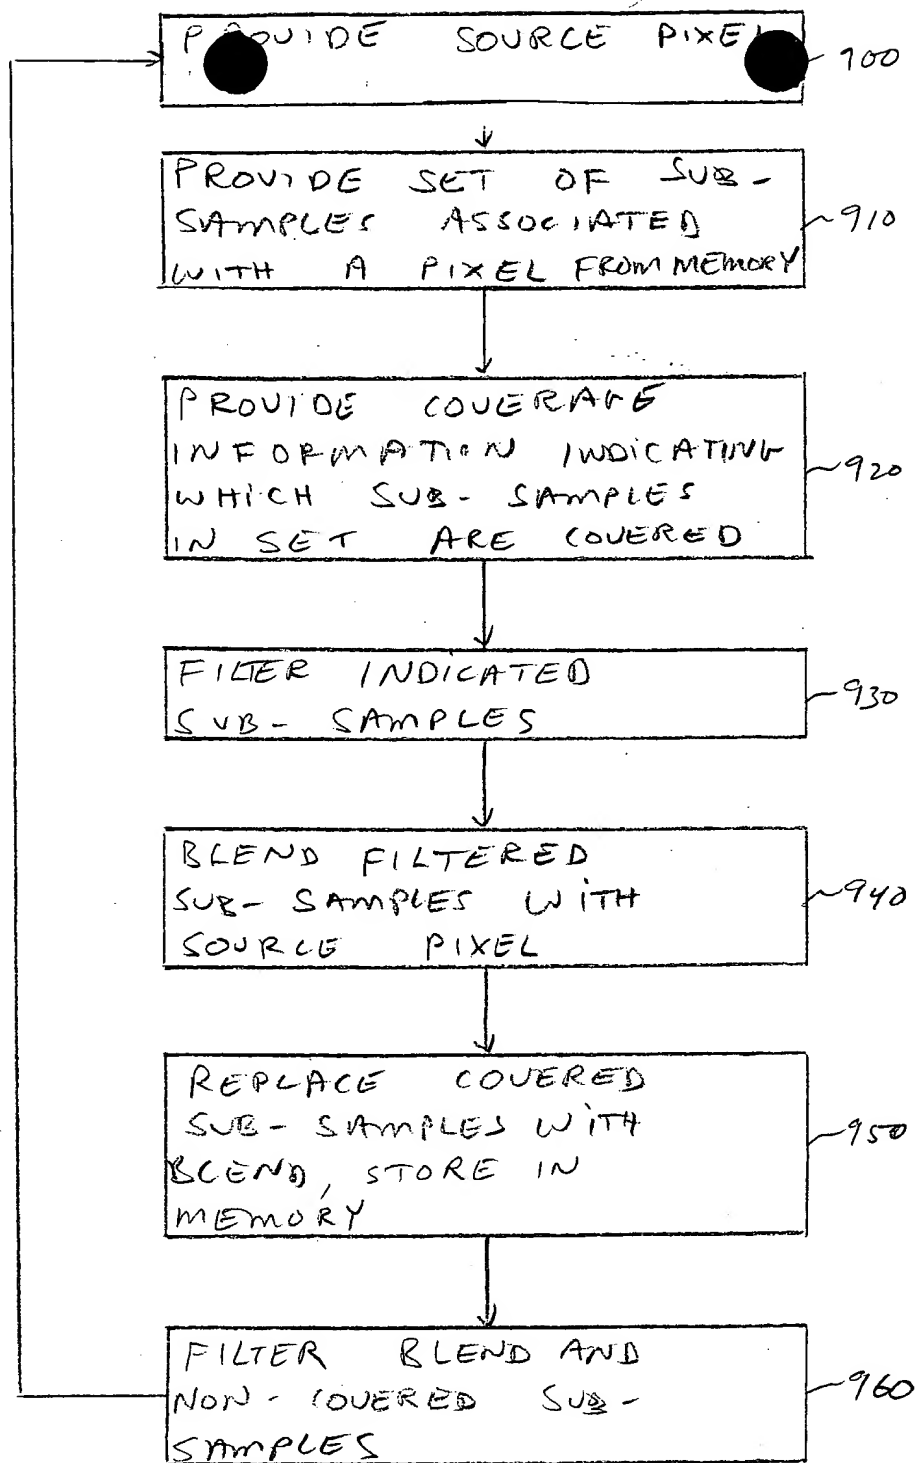 PROVIDE SOURCE PIXEL
900
PROVIDE SET OF SUB-
SAMPLES ASSOCIATED
WITH A PIXEL FROM MEMORY
910
PROVIDE COVERAGE
INFORMATION INDICATING
WHICH SUB-SAMPLES
IN SET ARE COVERED
920
FILTER INDICATED
SUB-SAMPLES
930
BLEND FILTERED
SUB-SAMPLES WITH
SOURCE PIXEL
940
REPLACE COVERED
SUB-SAMPLES WITH
BLEND, STORE IN
MEMORY
950
FILTER BLEND AND
NON-COVERED SUB-
SAMPLES
960